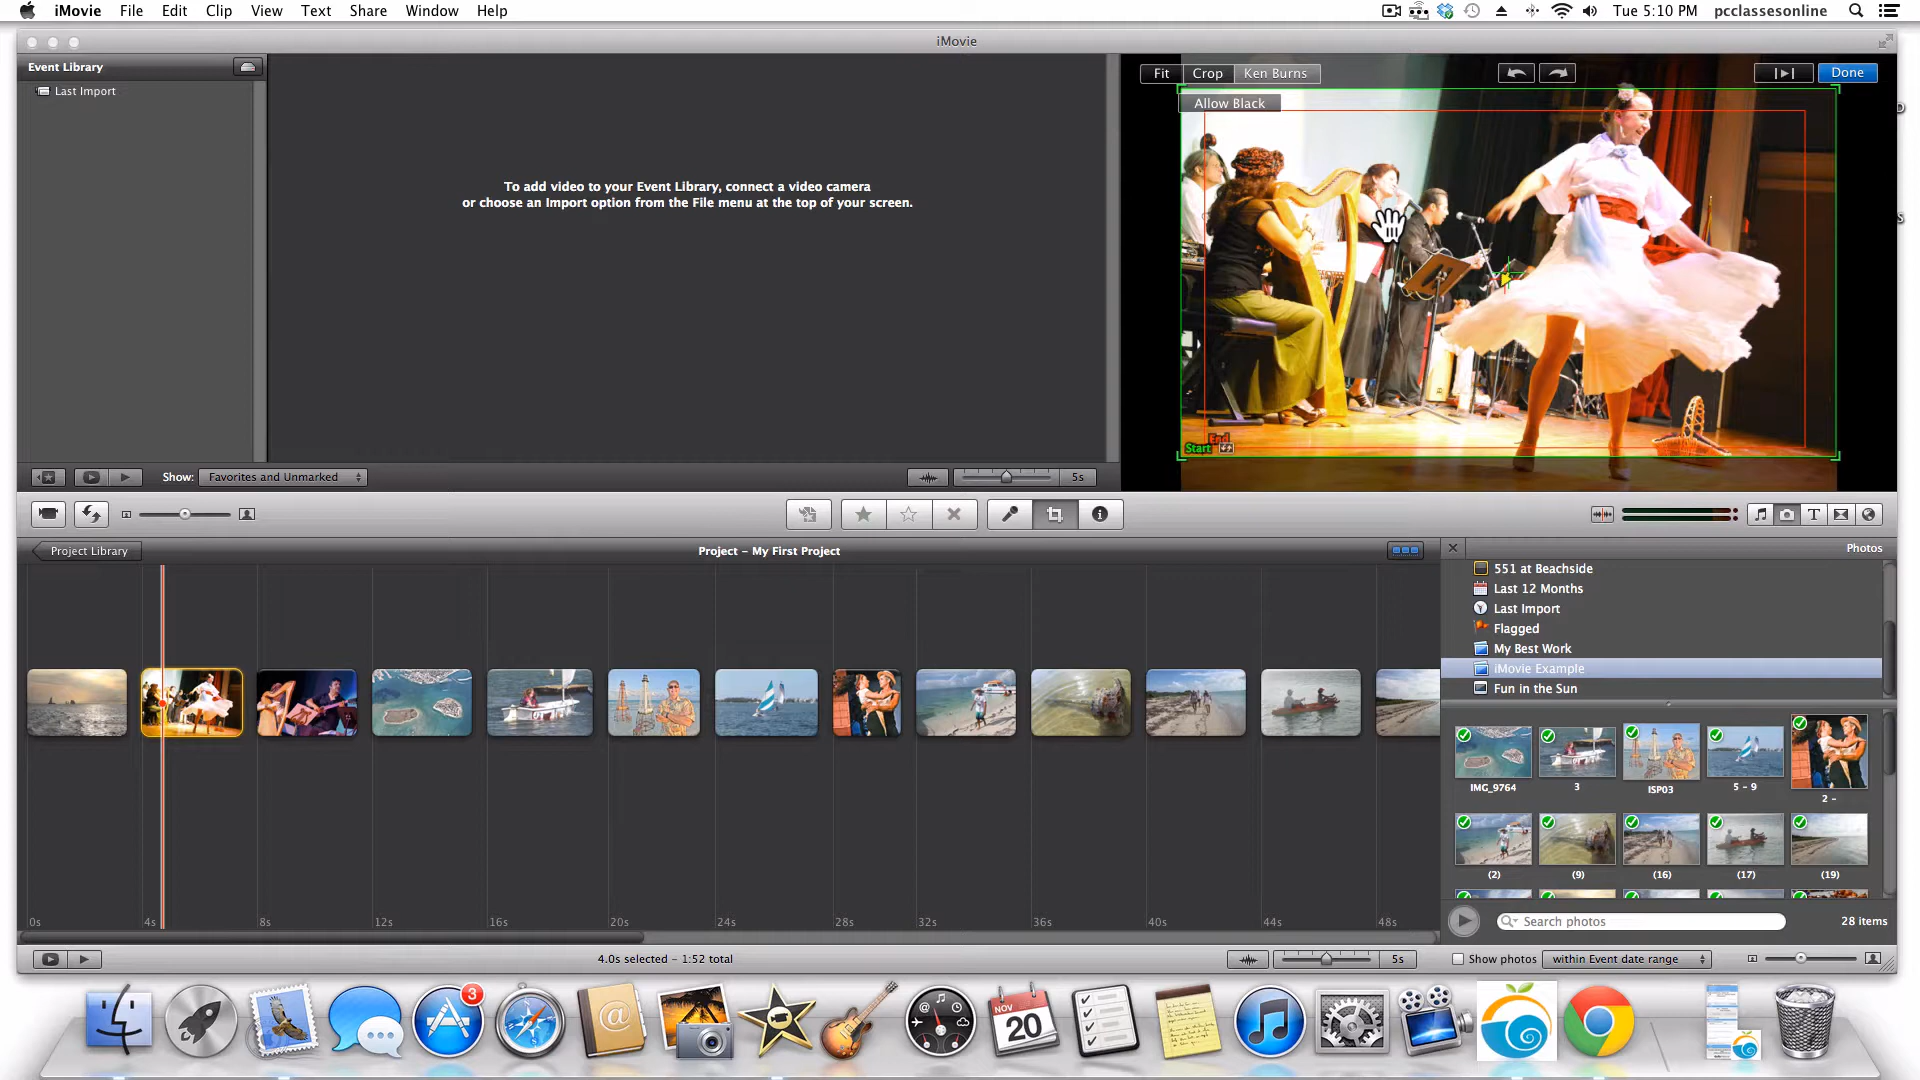 iMovie File Edit Clip View Text Share Window Help
Tue 5:10 PM pcclassesonline
iMovie
Event Library
Last Import
To add video to your Event Library, connect a video camera
or choose an Import option from the File menu at the top of your screen.
Fit Crop Ken Burns
Done
Allow Black
End
Start
Show: Favorites and Unmarked
5s
Project Library
Project – My First Project
Photos
551 at Beachside
Last 12 Months
Last Import
Flagged
My Best Work
iMovie Example
Fun in the Sun
IMG_9764 3 ISP03 5 - 9 2 -
(2) (9) (16) (17) (19)
0s 4s 8s 12s 16s 20s 24s 28s 32s 36s 40s 44s 48s
Search photos
28 items
4.0s selected – 1:52 total
5s
Show photos within Event date range
3
NOV
20